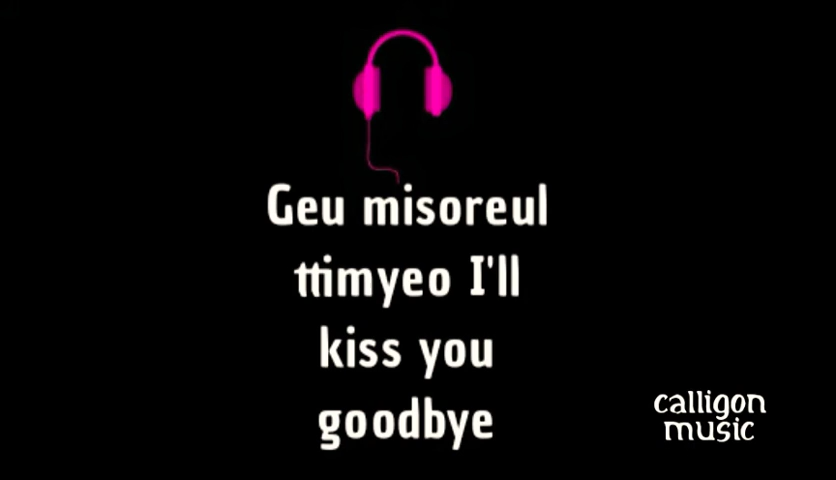 Geu misoreul
ttimyeo I'll
kiss you
goodbye
calligon
music